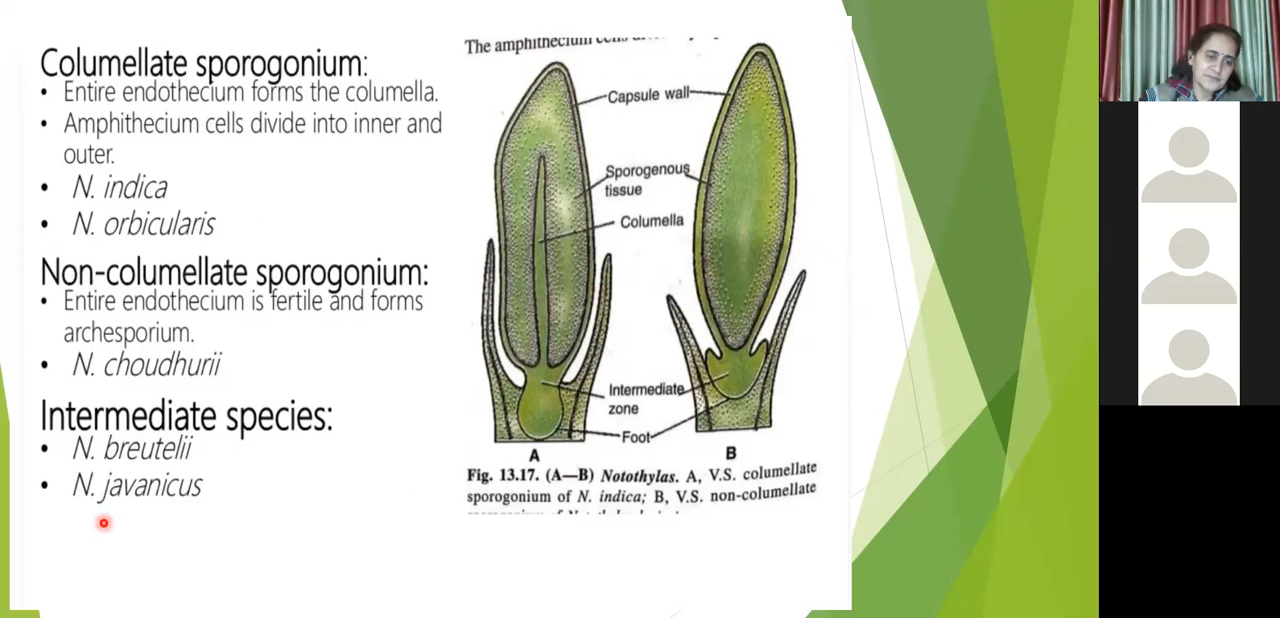 Columellate sporogonium:
• Entire endothecium forms the columella.
• Amphithecium cells divide into inner and
outer.
• N. indica
• N. orbicularis
Non-columellate sporogonium:
• Entire endothecium is fertile and forms
archesporium.
• N. choudhurii
Intermediate species:
• N. breutelii
• N. javanicus
The amphithecium cells
Capsule wall
Sporogenous
tissue
Columella
Intermediate
zone
Foot
A
B
Fig. 13.17. (A—B) Notothylas. A, V.S. columellate
sporogonium of N. indica; B, V.S. non-columellate